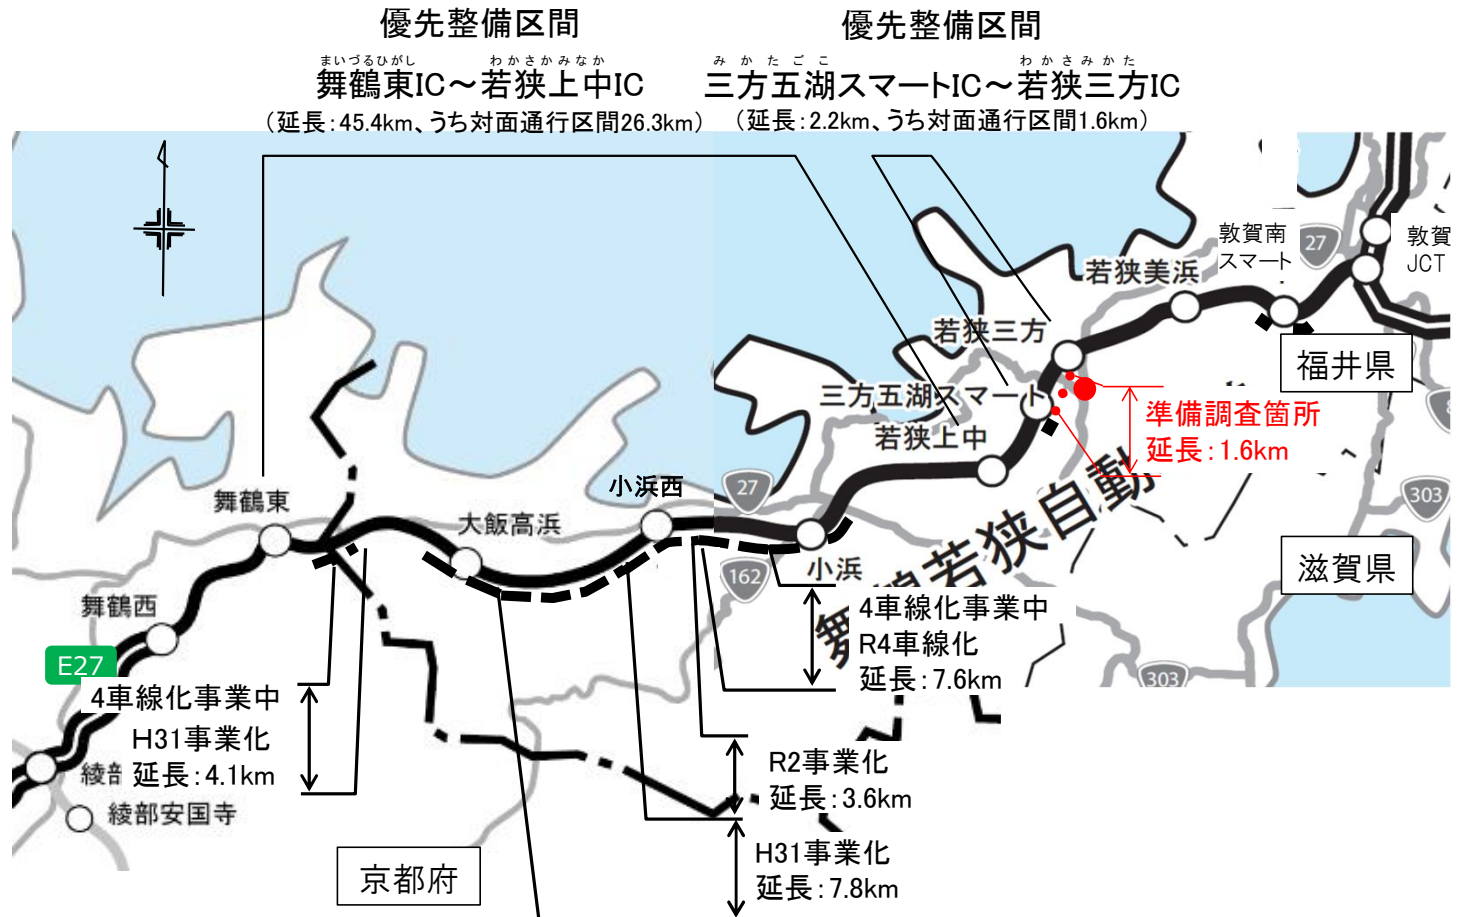 優先整備区間
まいづるひがし わかさかみなか
舞鶴東IC～若狭上中IC
（延長：45.4km、うち対面通行区間26.3km）
優先整備区間
みかたごこ わかさみかた
三方五湖スマートIC～若狭三方IC
（延長：2.2km、うち対面通行区間1.6km）
敦賀南
スマート
27
敦賀
JCT
若狭美浜
若狭三方
福井県
三方五湖スマート
若狭上中
準備調査箇所
延長：1.6km
小浜西
27
303
舞鶴東
大飯高浜
小浜
162
滋賀県
若狭自動
舞鶴西
E27
4車線化事業中
R4車線化
延長：7.6km
303
4車線化事業中
H31事業化
延長：4.1km
綾部
R2事業化
延長：3.6km
綾部安国寺
H31事業化
延長：7.8km
京都府